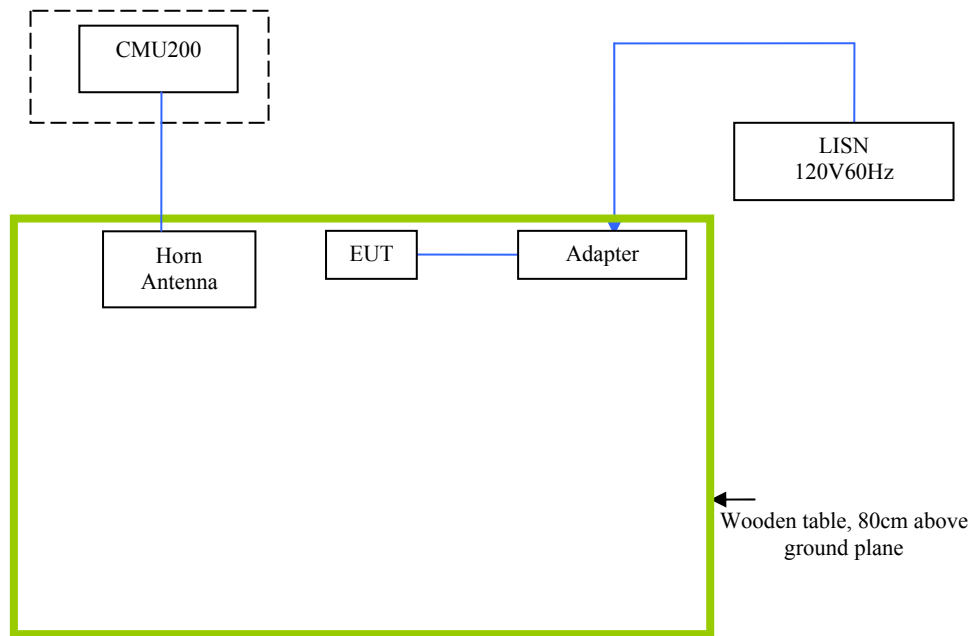 CMU200
LISN
120V60Hz
Horn
Antenna
EUT
Adapter
Wooden table, 80cm above
ground plane